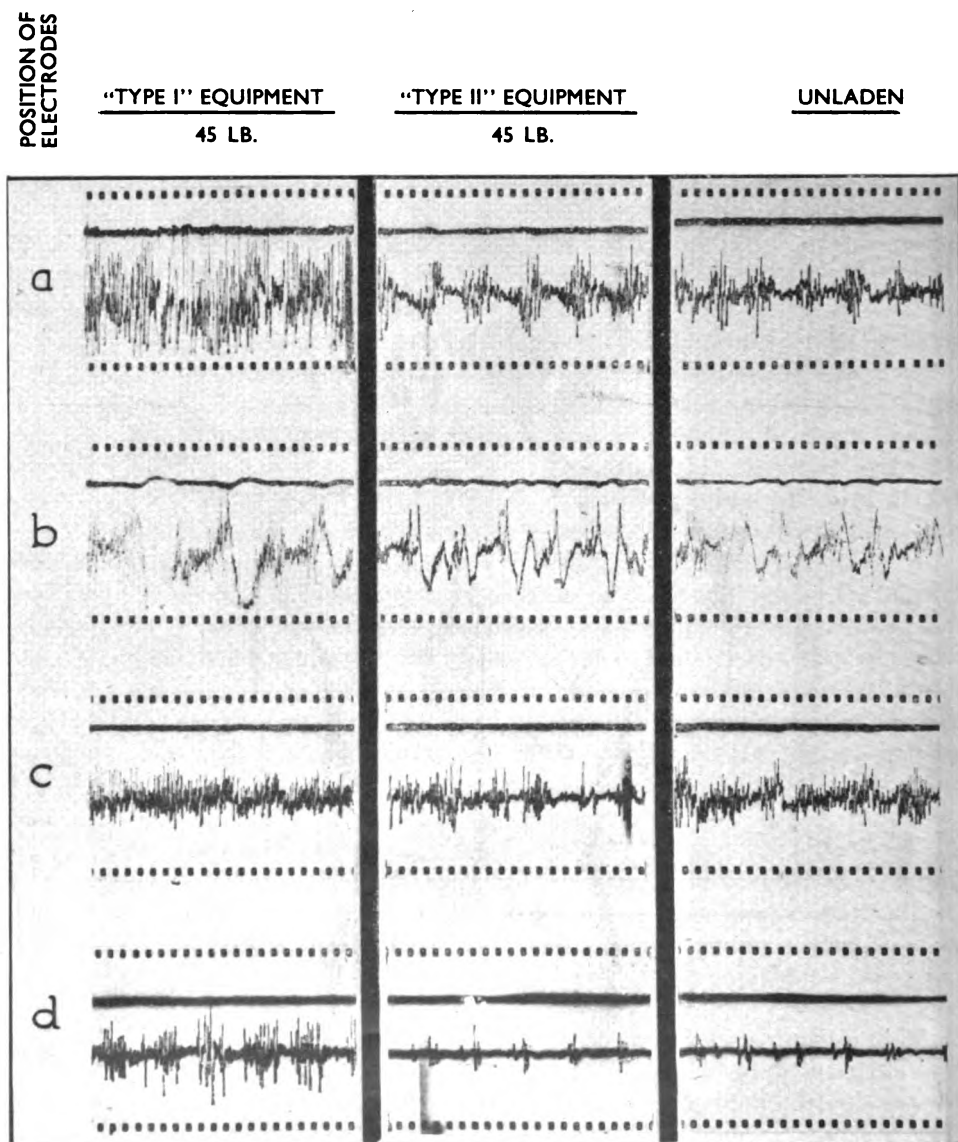 POSITION OF
ELECTRODES
“TYPE I” EQUIPMENT
45 LB.
“TYPE II” EQUIPMENT
45 LB.
UNLADEN
a
b
c
d